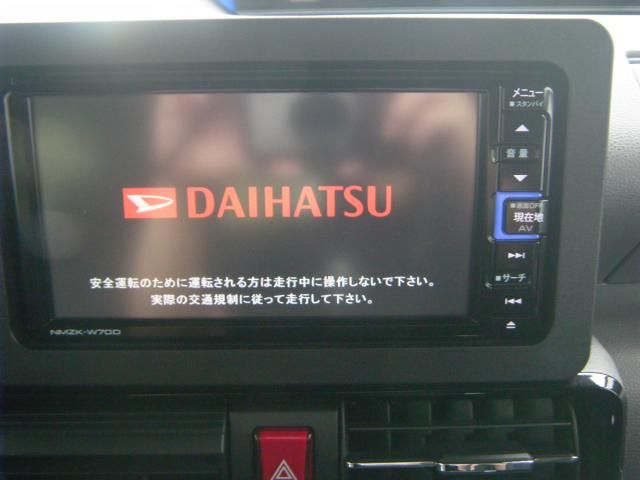 DAIHATSU
安全運転のために運転される方は走行中に操作しないで下さい。
実際の交通規制に従って走行して下さい。
NMZK-W70D
メニュー
■スタンバイ
音量
■画面OFF
現在地
AV
■サーチ